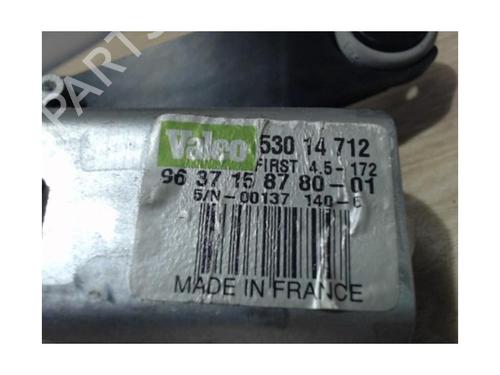 Valeo 530 14 712
FIRST 4.5-172
96 37 15 87 80-01
S/N-00137 140-6
MADE IN FRANCE